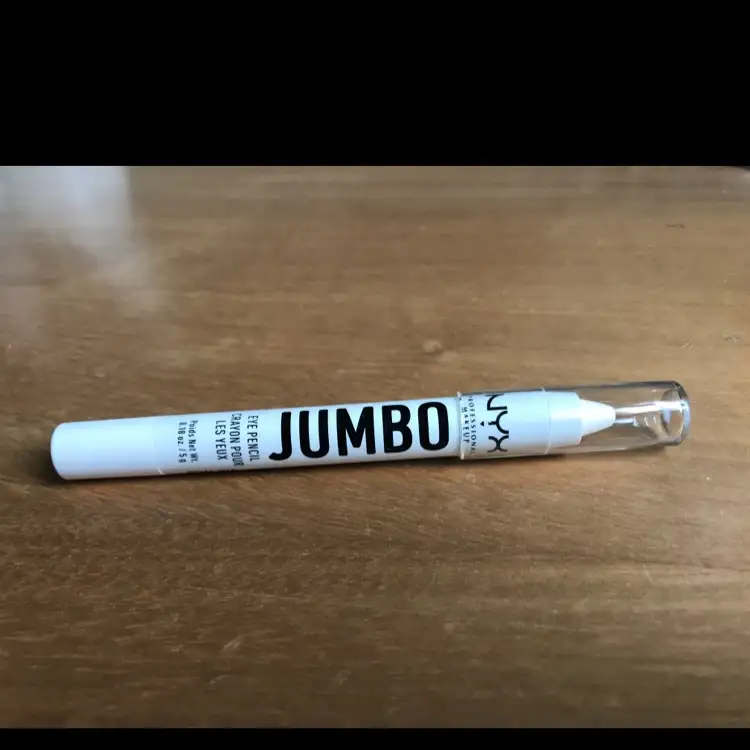 EYE PENCIL
CRAYON POUR
LES YEUX
Poids Net Wt.
0.18 oz / 5 g
JUMBO
NYX
PROFESSIONAL
MAKEUP